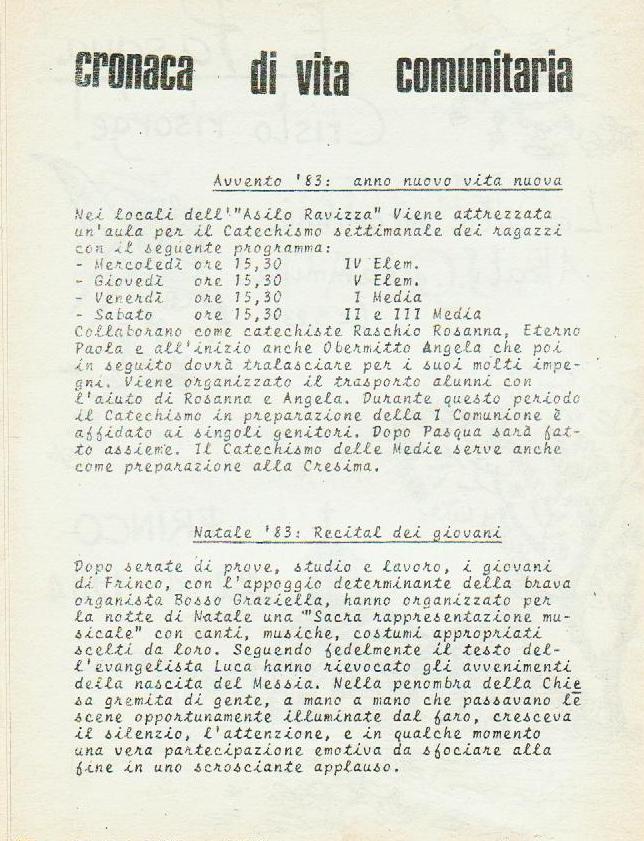 cronaca di vita comunitaria
Avvento '83: anno nuovo vita nuova
Nei locali dell'"Asilo Ravizza" Viene attrezzata
un'aula per il Catechismo settimanale dei ragazzi
con il seguente programma:
- Mercoledì ore 15,30 IV Elem.
- Giovedì ore 15,30 V Elem.
- Venerdì ore 15,30 I Media
- Sabato ore 15,30 II e III Media
Collaborano come catechiste Raschio Rosanna, Eterno
Paola e all'inizio anche Obermitto Angela che poi
in seguito dovrà tralasciare per i suoi molti impe-
gni. Viene organizzato il trasporto alunni con
l'aiuto di Rosanna e Angela. Durante questo periodo
il Catechismo in preparazione della I Comunione è
affidato ai singoli genitori. Dopo Pasqua sarà fat-
to assieme. Il Catechismo delle Medie serve anche
come preparazione alla Cresima.
Natale '83: Recital dei giovani
Dopo serate di prove, studio e lavoro, i giovani
di Frinco, con l'appoggio determinante della brava
organista Bosso Graziella, hanno organizzato per
la notte di Natale una "Sacra rappresentazione mu-
sicale" con canti, musiche, costumi appropriati
scelti da loro. Seguendo fedelmente il testo del-
l'evangelista Luca hanno rievocato gli avvenimenti
della nascita del Messia. Nella penombra della Chie
sa gremita di gente, a mano a mano che passavano le
scene opportunamente illuminate dal faro, cresceva
il silenzio, l'attenzione, e in qualche momento
una vera partecipazione emotiva da sfociare alla
fine in uno scrosciante applauso.